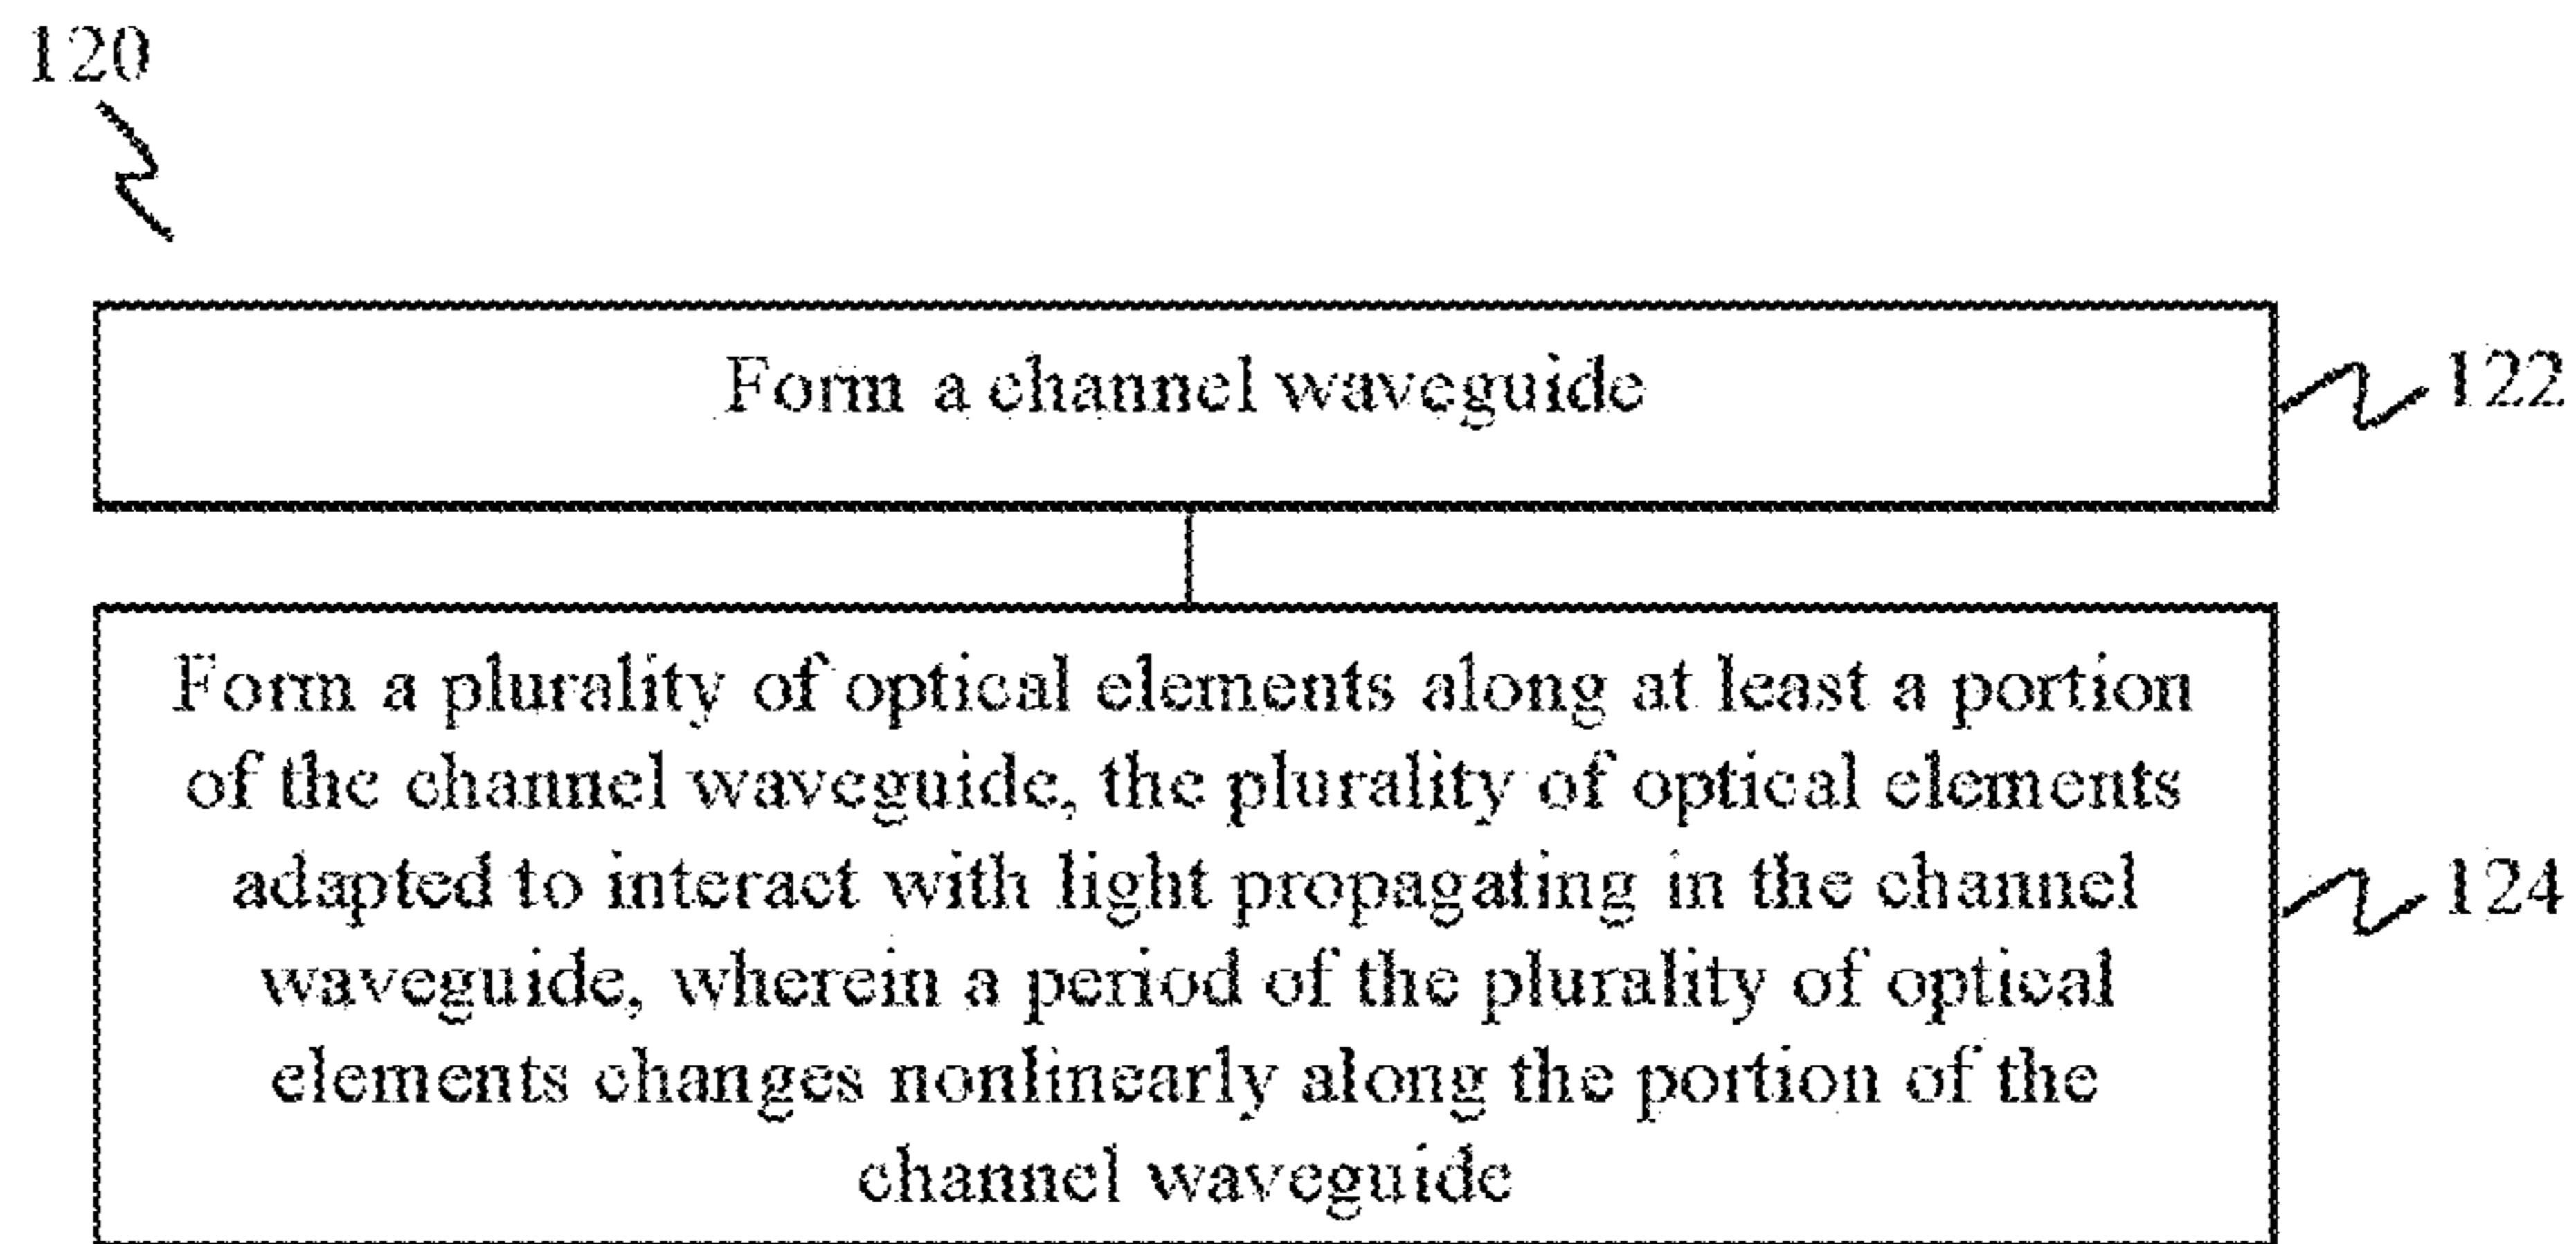 120
Form a channel waveguide
122
Form a plurality of optical elements along at least a portion
of the channel waveguide, the plurality of optical elements
adapted to interact with light propagating in the channel
waveguide, wherein a period of the plurality of optical
elements changes nonlinearly along the portion of the
channel waveguide
124